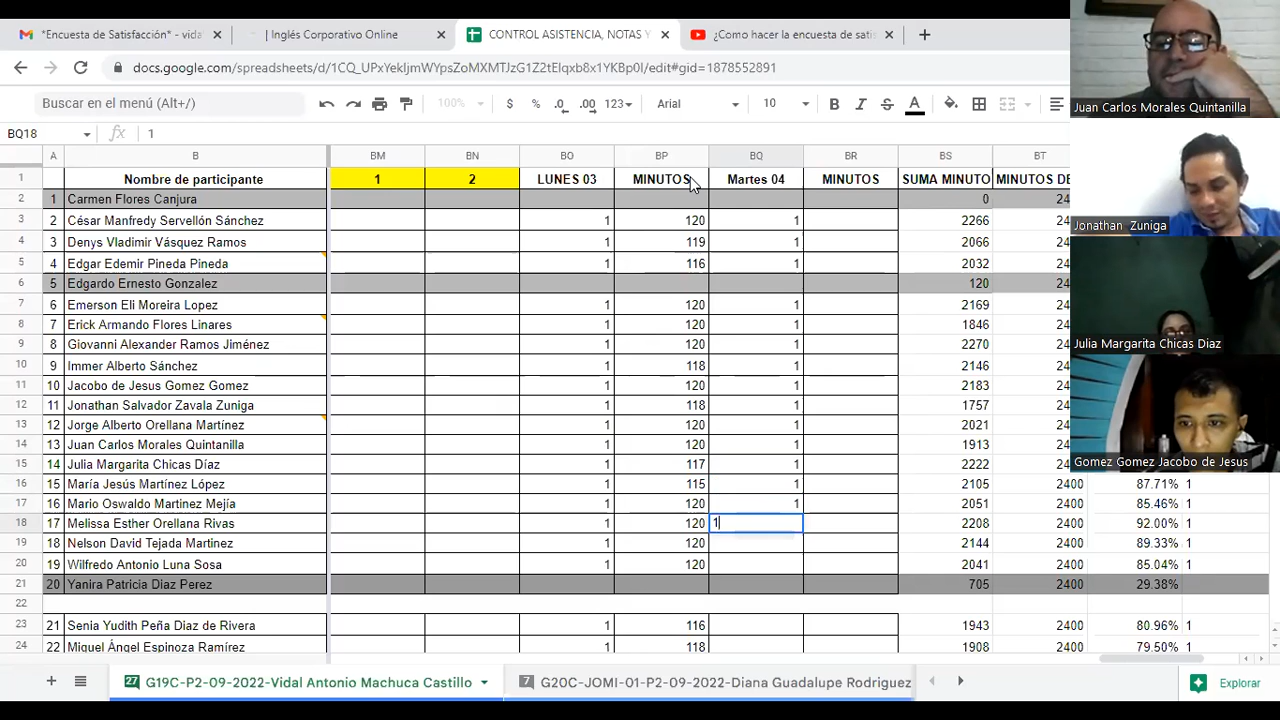 *Encuesta de Satisfacción* - vida
| Inglés Corporativo Online
CONTROL ASISTENCIA, NOTAS Y
¿Como hacer la encuesta de sati
docs.google.com/spreadsheets/d/1CQ_UPxYekIjmWYpsZoMXMTJzG1Z2tElqxb8x1YKBp0I/edit#gid=1878552891
Buscar en el menú (Alt+/) 100% $ % .0 .00 123 Arial 10 B I S A
BQ18 fx 1
A B BM BN BO BP BQ BR BS BT
1 Nombre de participante 1 2 LUNES 03 MINUTOS Martes 04 MINUTOS SUMA MINUTO MINUTOS DE
2 1 Carmen Flores Canjura 0 24
3 2 César Manfredy Servellón Sánchez 1 120 1 2266 24
4 3 Denys Vladimir Vásquez Ramos 1 119 1 2066 24
5 4 Edgar Edemir Pineda Pineda 1 116 1 2032 24
6 5 Edgardo Ernesto Gonzalez 120 24
7 6 Emerson Eli Moreira Lopez 1 120 1 2169 24
8 7 Erick Armando Flores Linares 1 120 1 1846 24
9 8 Giovanni Alexander Ramos Jiménez 1 120 1 2270 24
10 9 Immer Alberto Sánchez 1 118 1 2146 24
11 10 Jacobo de Jesus Gomez Gomez 1 120 1 2183 24
12 11 Jonathan Salvador Zavala Zuniga 1 118 1 1757 24
13 12 Jorge Alberto Orellana Martínez 1 120 1 2021 24
14 13 Juan Carlos Morales Quintanilla 1 120 1 1913 24
15 14 Julia Margarita Chicas Díaz 1 117 1 2222 24
16 15 María Jesús Martínez López 1 115 1 2105 2400 87.71% 1
17 16 Mario Oswaldo Martinez Mejía 1 120 1 2051 2400 85.46% 1
18 17 Melissa Esther Orellana Rivas 1 120 1 2208 2400 92.00% 1
19 18 Nelson David Tejada Martinez 1 120 2144 2400 89.33% 1
20 19 Wilfredo Antonio Luna Sosa 1 120 2041 2400 85.04% 1
21 20 Yanira Patricia Diaz Perez 705 2400 29.38%
22
23 21 Senia Yudith Peña Diaz de Rivera 1 116 1943 2400 80.96% 1
24 22 Miguel Ángel Espinoza Ramírez 1 118 1908 2400 79.50% 1
27 G19C-P2-09-2022-Vidal Antonio Machuca Castillo
7 G20C-JOMI-01-P2-09-2022-Diana Guadalupe Rodriguez
Explorar
Juan Carlos Morales Quintanilla
Jonathan Zuniga
Julia Margarita Chicas Diaz
Gomez Gomez Jacobo de Jesus